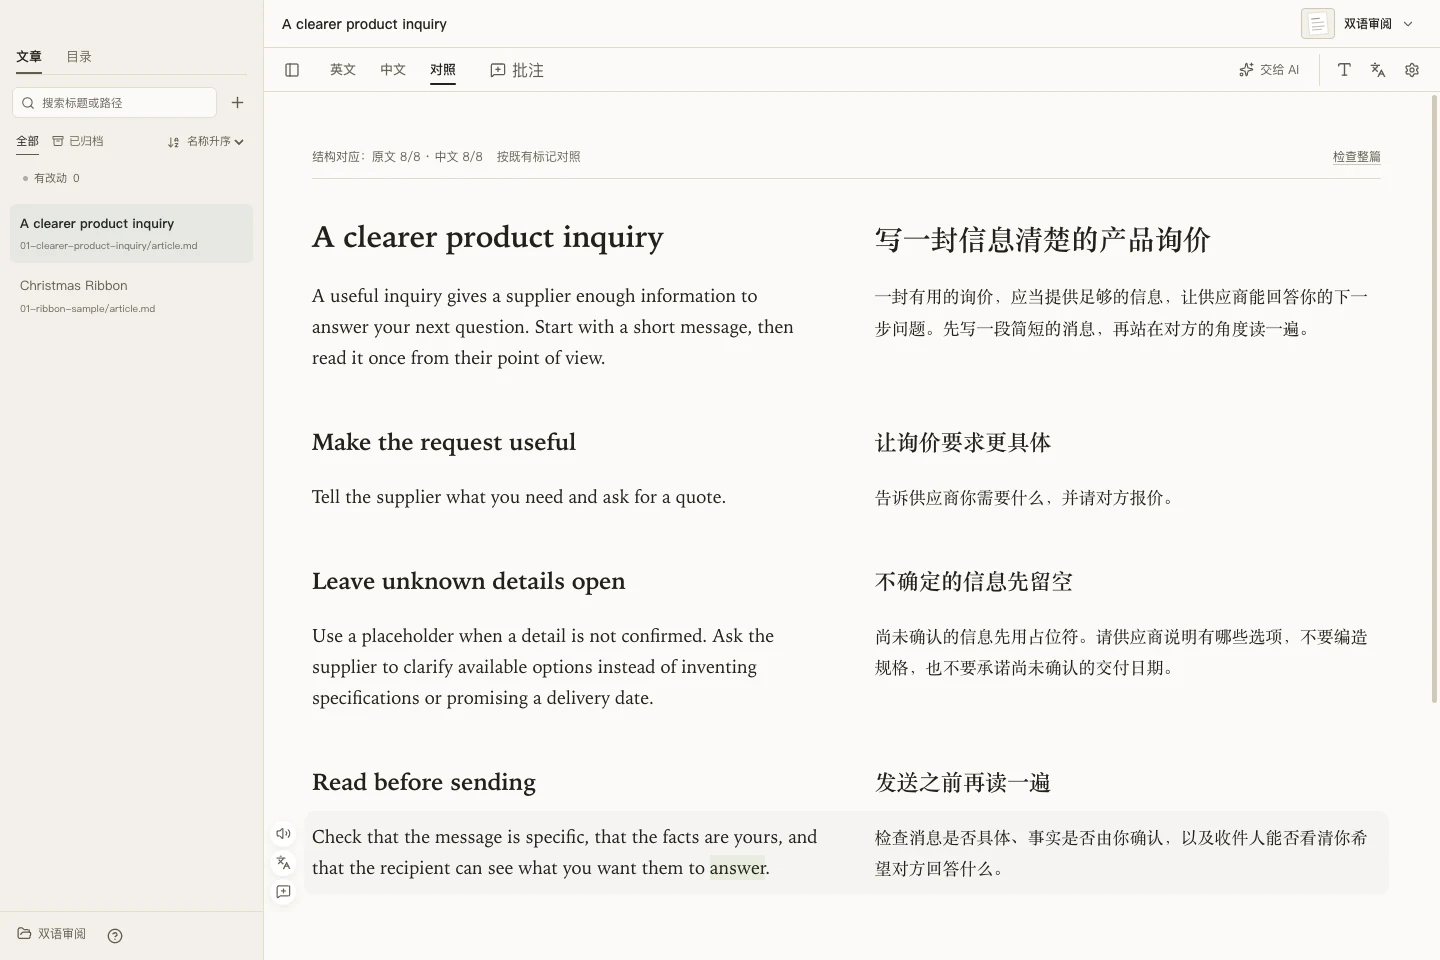 A clearer product inquiry
双语审阅
文章 目录
英文 中文 对照 批注
交给 AI
搜索标题或路径
全部 已归档 名称升序
有改动 0
A clearer product inquiry
01-clearer-product-inquiry/article.md
Christmas Ribbon
01-ribbon-sample/article.md
双语审阅
结构对应：原文 8/8 · 中文 8/8 按既有标记对照
检查整篇
A clearer product inquiry
写一封信息清楚的产品询价
A useful inquiry gives a supplier enough information to
answer your next question. Start with a short message, then
read it once from their point of view.
一封有用的询价，应当提供足够的信息，让供应商能回答你的下一
步问题。先写一段简短的消息，再站在对方的角度读一遍。
Make the request useful
让询价要求更具体
Tell the supplier what you need and ask for a quote.
告诉供应商你需要什么，并请对方报价。
Leave unknown details open
不确定的信息先留空
Use a placeholder when a detail is not confirmed. Ask the
supplier to clarify available options instead of inventing
specifications or promising a delivery date.
尚未确认的信息先用占位符。请供应商说明有哪些选项，不要编造
规格，也不要承诺尚未确认的交付日期。
Read before sending
发送之前再读一遍
Check that the message is specific, that the facts are yours, and
that the recipient can see what you want them to answer.
检查消息是否具体、事实是否由你确认，以及收件人能否看清你希
望对方回答什么。